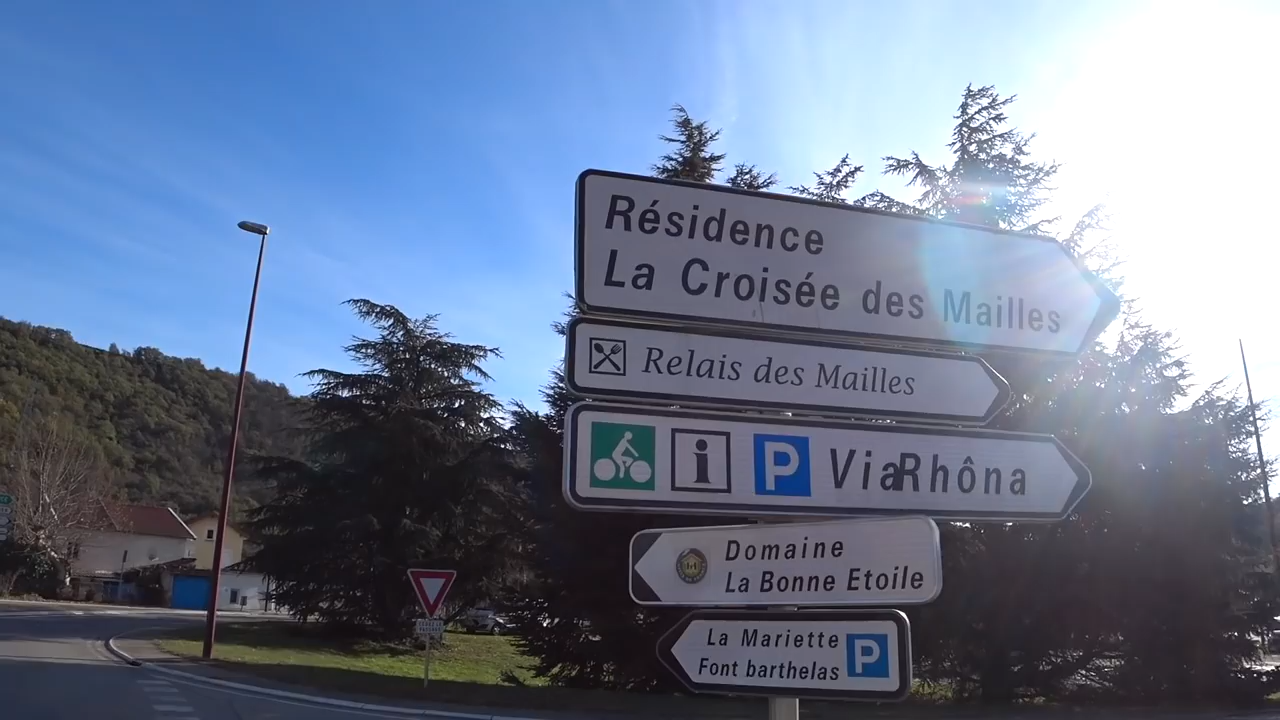 Résidence
La Croisée des Mailles
Relais des Mailles
i P ViaRhôna
Domaine
La Bonne Etoile
La Mariette
Font barthelas P